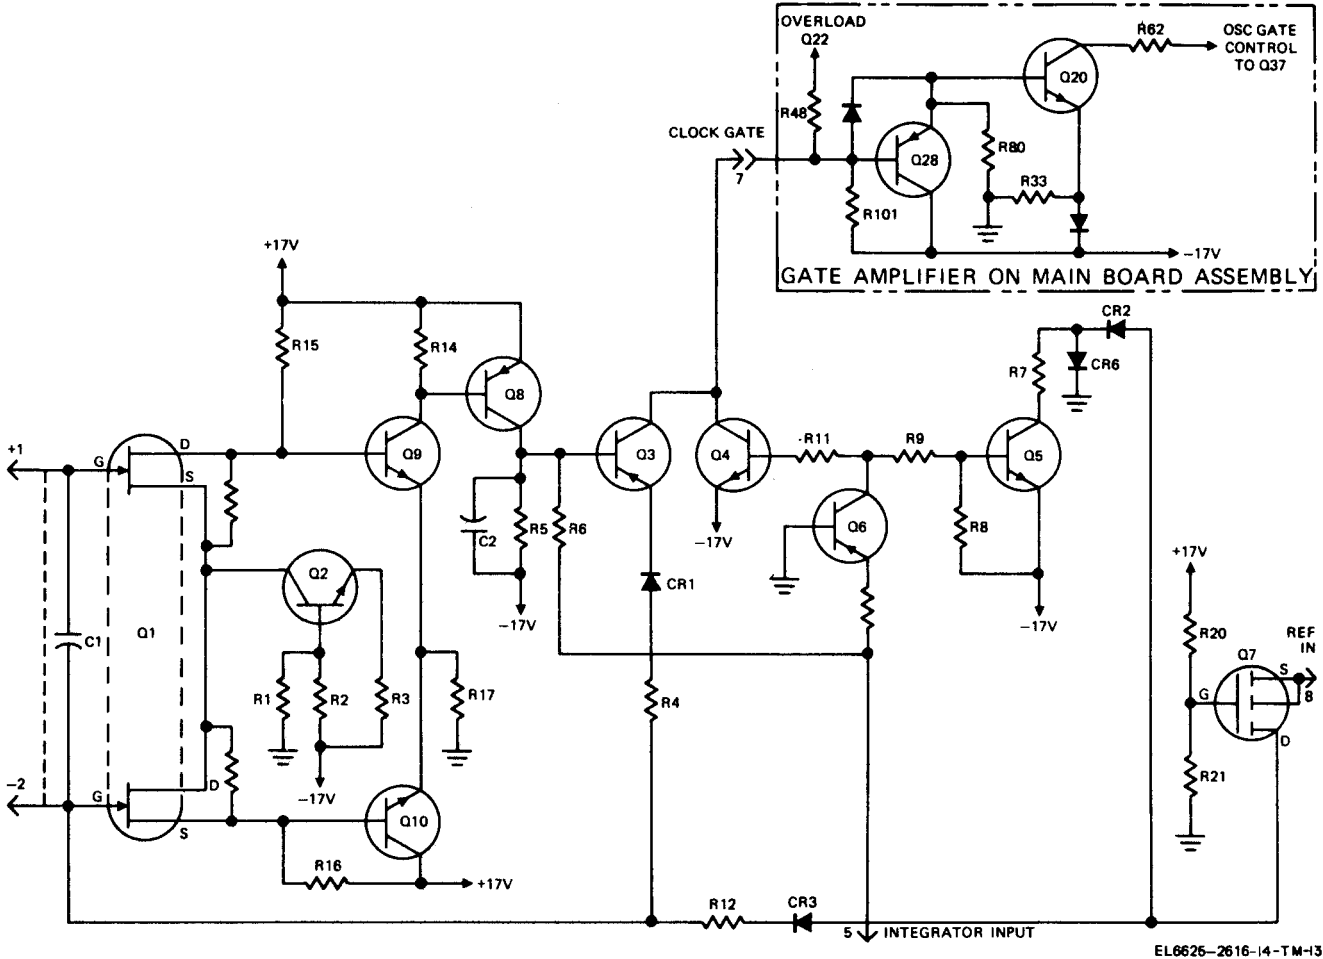 OVERLOAD
Q22
R62
OSC GATE
CONTROL
TO Q37
Q20
R48
CLOCK GATE
7
Q28
R80
R33
R101
-17V
GATE AMPLIFIER ON MAIN BOARD ASSEMBLY
+17V
R15
R14
Q8
CR2
R7
CR6
+1
G
D
S
Q9
Q3
Q4
R11
R9
Q5
C2
R5
R6
Q6
R8
-17V
Q2
CR1
-17V
-17V
+17V
C1
Q1
R1
R2
R3
R17
R4
R20
Q7
REF
IN
S
G
8
D
R21
-2
G
D
S
-17V
Q10
R16
+17V
R12
CR3
5
INTEGRATOR INPUT
EL6625-2616-14-TM-13